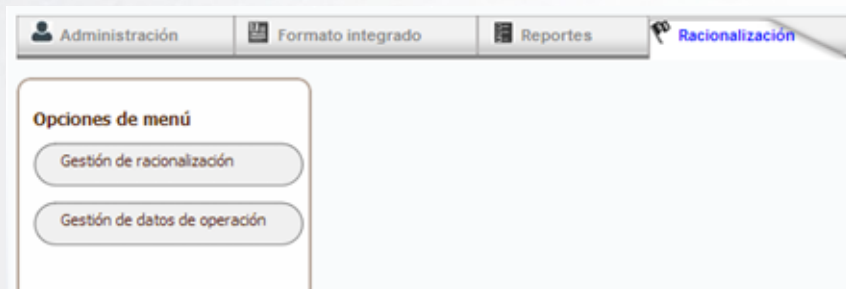 Administración
Formato integrado
Reportes
Racionalización
Opciones de menú
Gestión de racionalización
Gestión de datos de operación